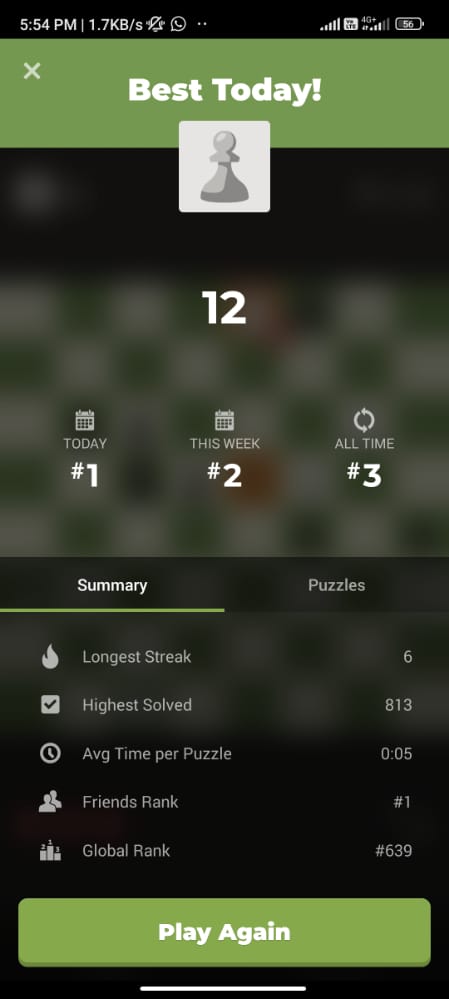 5:54 PM | 1.7KB/s
4G+
56
Best Today!
12
TODAY
THIS WEEK
ALL TIME
#1
#2
#3
Summary
Puzzles
Longest Streak 6
Highest Solved 813
Avg Time per Puzzle 0:05
Friends Rank #1
Global Rank #639
Play Again